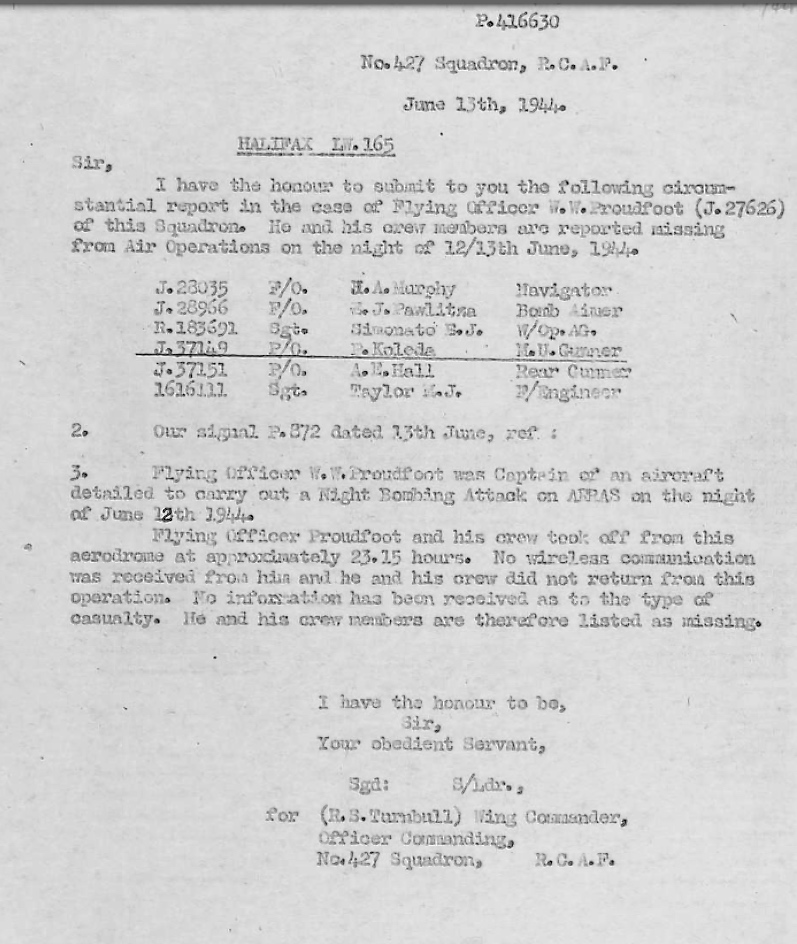 P.416630
No.427 Squadron, R.C.A.F.
June 13th, 1944.
HALIFAX LW.165
Sir,
I have the honour to submit to you the following circum-
stantial report in the case of Flying Officer W.W.Proudfoot (J.27626)
of this Squadron. He and his crew members are reported missing
from Air Operations on the night of 12/13th June, 1944.
J.28035 F/O. H.A.Murphy Navigator
J.28966 F/O. J.Pawlitza Bomb Aimer
R.183691 Sgt. Simonato E.J. W/Op.AG.
J.37149 P/O. P.Koleda M.U.Gunner
J.37151 P/O. A.E.Hall Rear Gunner
1616111 Sgt. Taylor M.J. F/Engineer
2. Our signal P.872 dated 13th June, ref :
3. Flying Officer W.W.Proudfoot was Captain of an aircraft
detailed to carry out a Night Bombing Attack on ARRAS on the night
of June 12th 1944.
Flying Officer Proudfoot and his crew took off from this
aerodrome at approximately 23.15 hours. No wireless communication
was received from him and he and his crew did not return from this
operation. No information has been received as to the type of
casualty. He and his crew members are therefore listed as missing.
I have the honour to be,
Sir,
Your obedient Servant,
Sgd: S/Ldr.,
for (R.S.Turnbull) Wing Commander,
Officer Commanding,
No.427 Squadron, R.C.A.F.